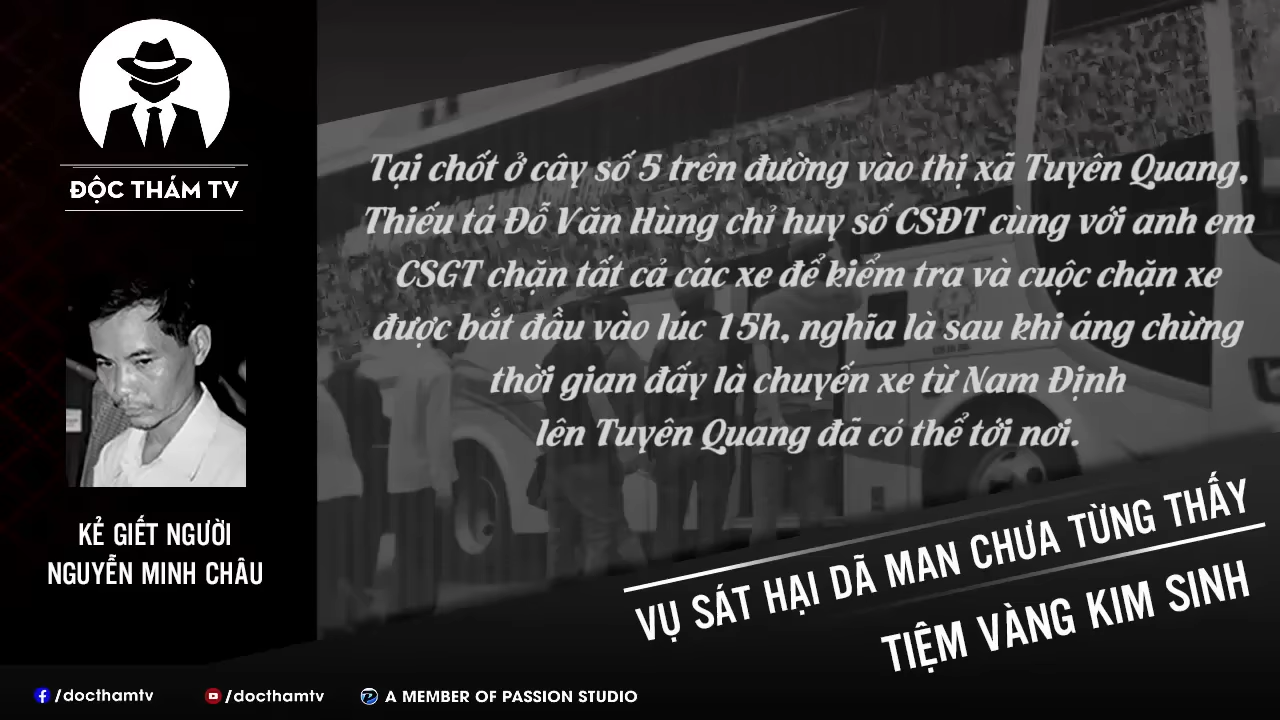 ĐỘC THÁM TV
KẺ GIẾT NGƯỜI
NGUYỄN MINH CHÂU
Tại chốt ở cây số 5 trên đường vào thị xã Tuyên Quang,
Thiếu tá Đỗ Văn Hùng chỉ huy số CSĐT cùng với anh em
CSGT chặn tất cả các xe để kiểm tra và cuộc chặn xe
được bắt đầu vào lúc 15h, nghĩa là sau khi áng chừng
thời gian đấy là chuyến xe từ Nam Định
lên Tuyên Quang đã có thể tới nơi.
VỤ SÁT HẠI DÃ MAN CHƯA TỪNG THẤY
TIỆM VÀNG KIM SINH
/docthamtv
/docthamtv
A MEMBER OF PASSION STUDIO